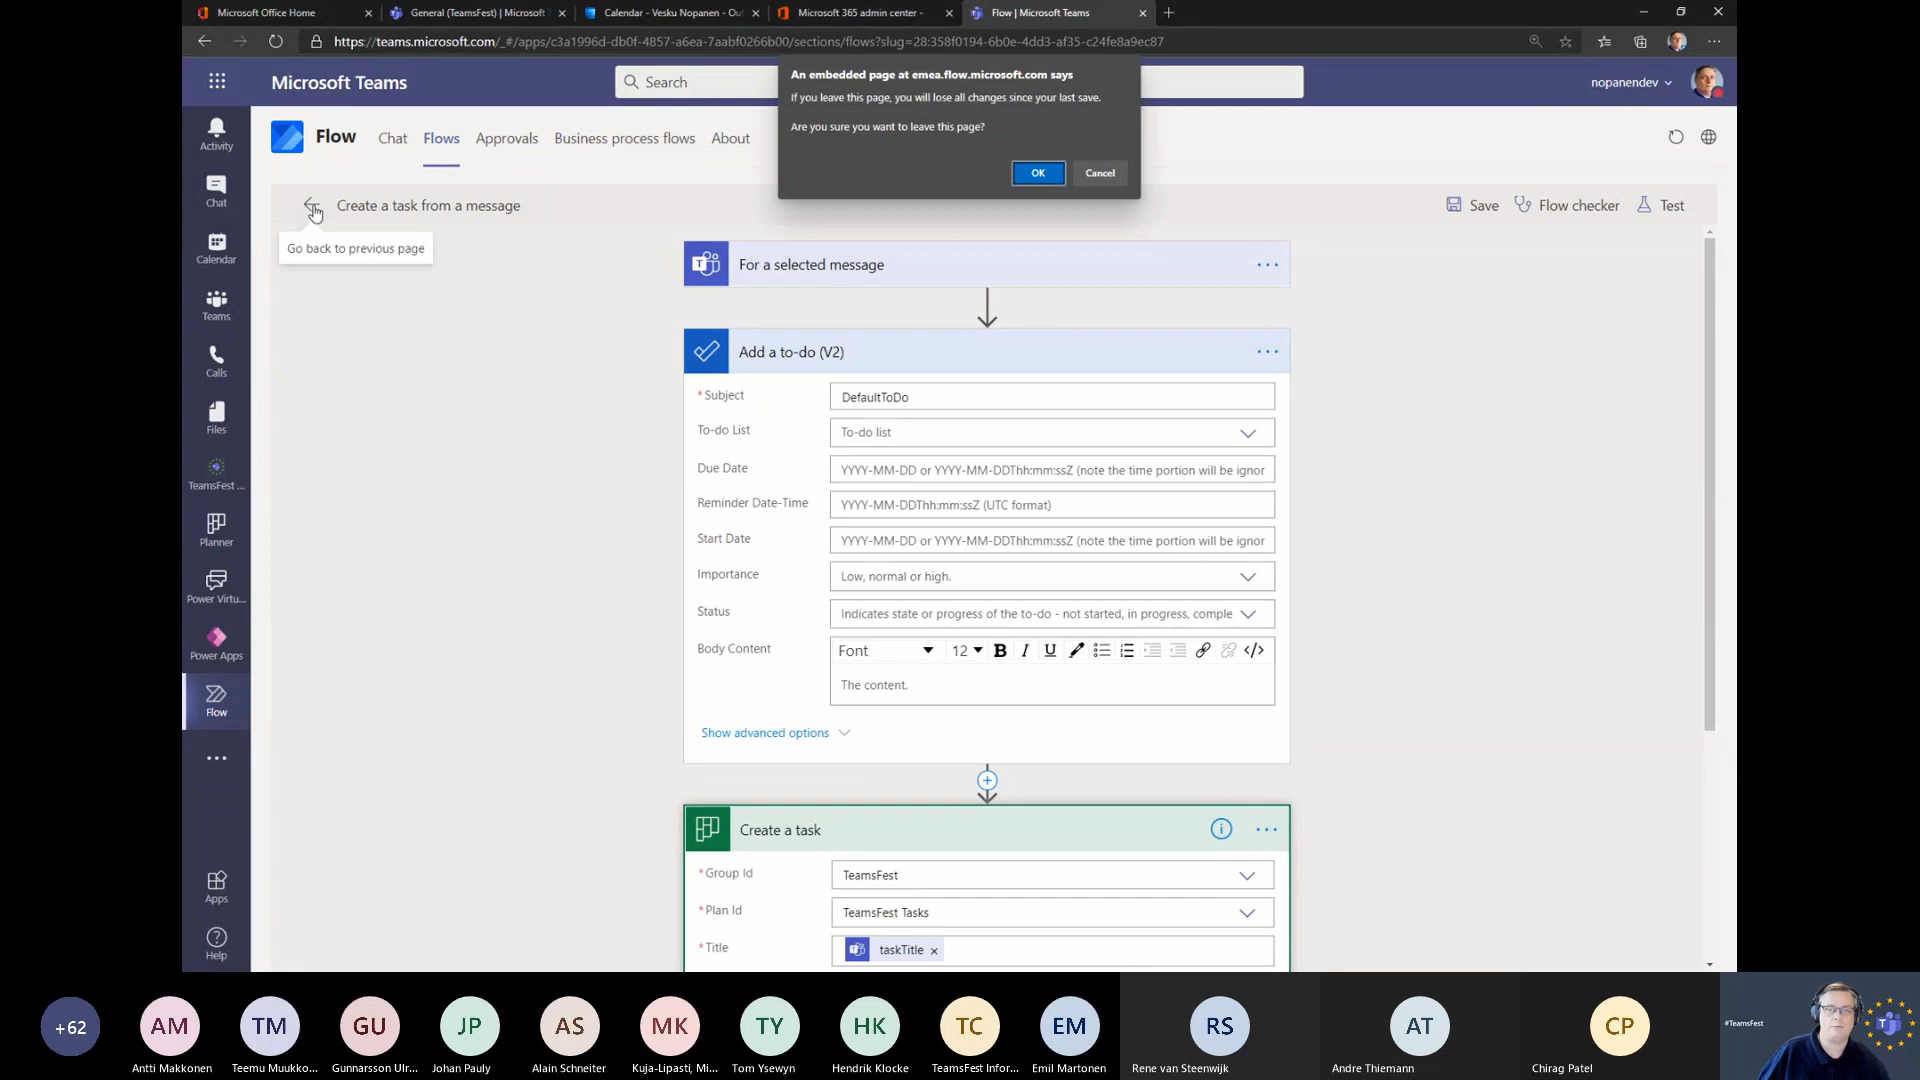 Microsoft Office Home
General (TeamsFest) | Microsoft
Calendar - Vesku Nopanen - Out
Microsoft 365 admin center -
Flow | Microsoft Teams
https://teams.microsoft.com/_#/apps/c3a1996d-db0f-4857-a6ea-7aabf0266b00/sections/flows?slug=28:358f0194-6b0e-4dd3-af35-c24fe8a9ec87
Microsoft Teams
Search
nopanendev
An embedded page at emea.flow.microsoft.com says
If you leave this page, you will lose all changes since your last save.
Are you sure you want to leave this page?
OK
Cancel
Activity
Chat
Calendar
Teams
Calls
Files
TeamsFest ...
Planner
Power Virtu...
Power Apps
Flow
Apps
Help
Flow
Chat
Flows
Approvals
Business process flows
About
Create a task from a message
Save
Flow checker
Test
Go back to previous page
For a selected message
Add a to-do (V2)
* Subject
DefaultToDo
To-do List
To-do list
Due Date
YYYY-MM-DD or YYYY-MM-DDThh:mm:ssZ (note the time portion will be ignor
Reminder Date-Time
YYYY-MM-DDThh:mm:ssZ (UTC format)
Start Date
YYYY-MM-DD or YYYY-MM-DDThh:mm:ssZ (note the time portion will be ignor
Importance
Low, normal or high.
Status
Indicates state or progress of the to-do - not started, in progress, comple
Body Content
Font
12
B I U
The content.
Show advanced options
Create a task
* Group Id
TeamsFest
* Plan Id
TeamsFest Tasks
* Title
taskTitle
+62
AM
TM
GU
JP
AS
MK
TY
HK
TC
EM
RS
AT
CP
#TeamsFest
Antti Makkonen
Teemu Muukko...
Gunnarsson Ulr...
Johan Pauly
Alain Schneiter
Kuja-Lipasti, Mi...
Tom Ysewyn
Hendrik Klocke
TeamsFest Infor...
Emil Martonen
Rene van Steenwijk
Andre Thiemann
Chirag Patel